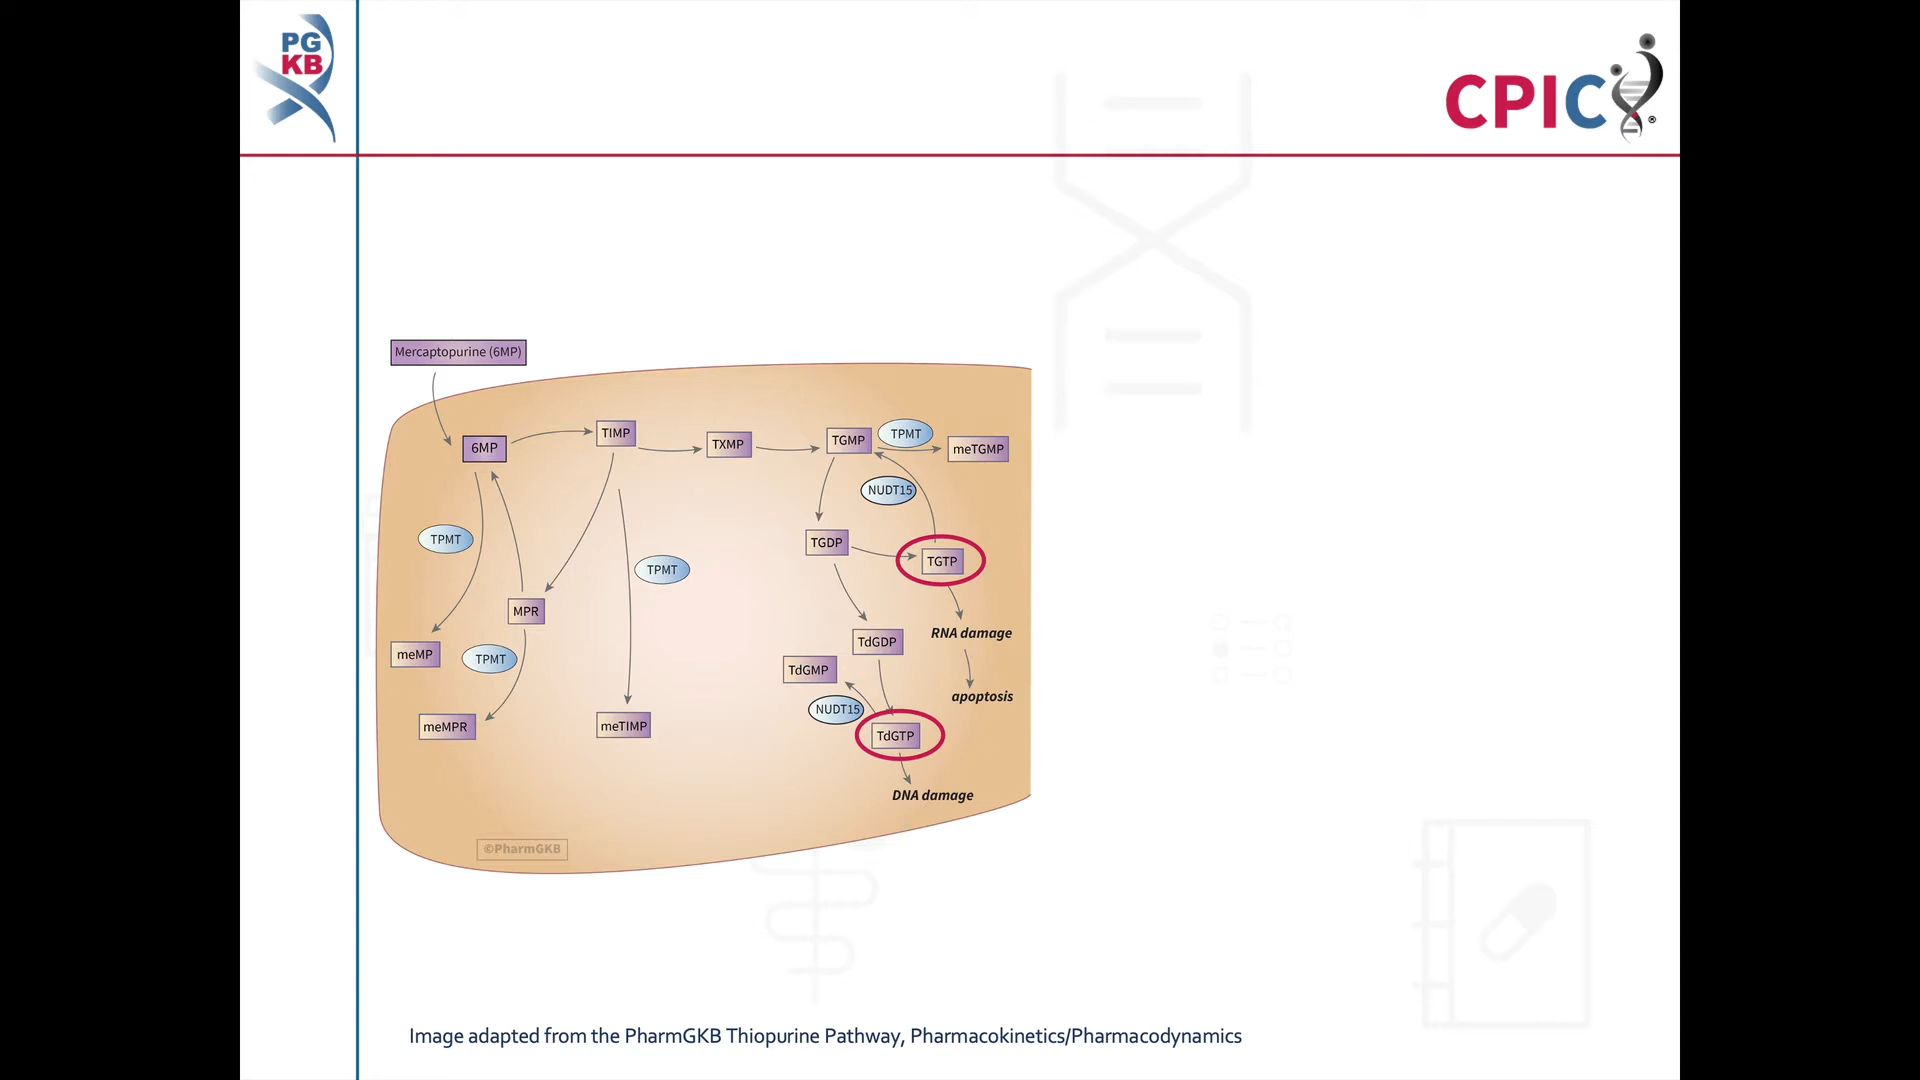 PG
KB
CPIC®
Mercaptopurine (6MP)
6MP
TIMP
TXMP
TGMP
TPMT
meTGMP
NUDT15
TPMT
TGDP
TGTP
TPMT
MPR
RNA damage
meMP
TPMT
TdGDP
TdGMP
apoptosis
NUDT15
meMPR
meTIMP
TdGTP
DNA damage
©PharmGKB
Image adapted from the PharmGKB Thiopurine Pathway, Pharmacokinetics/Pharmacodynamics